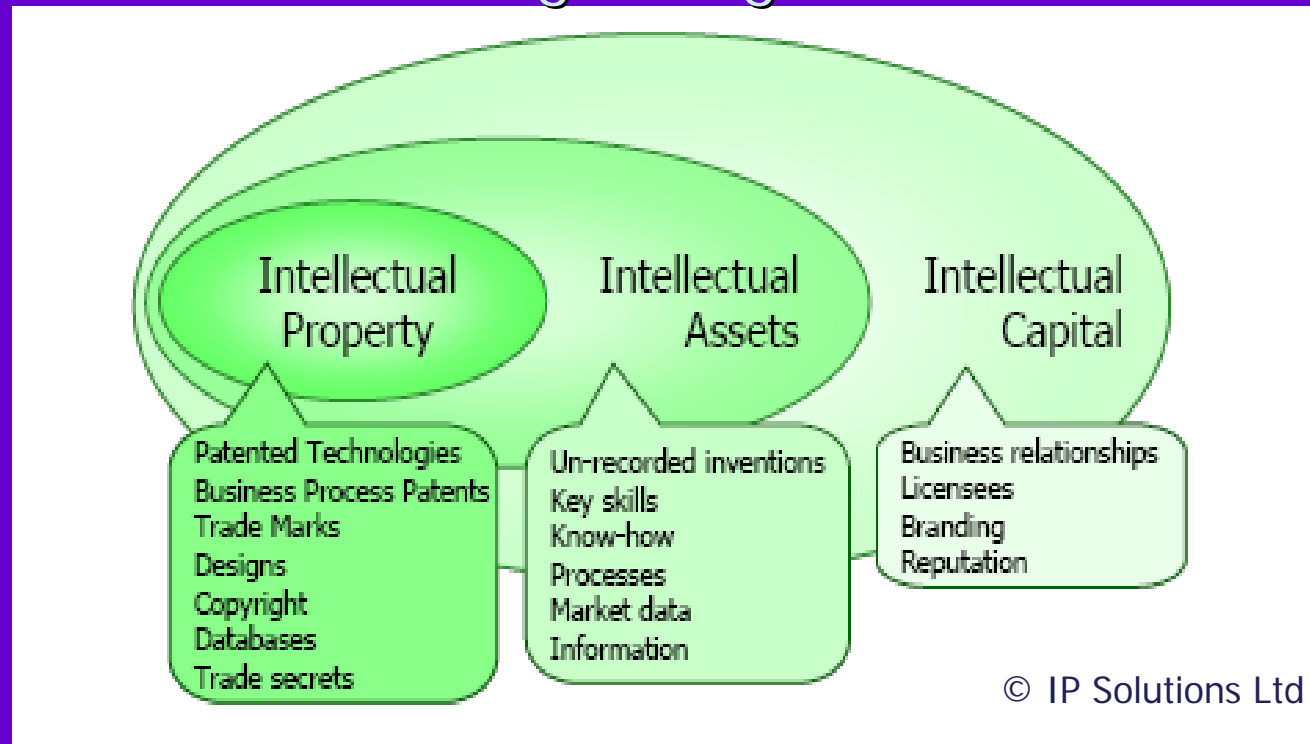 Intellectual
Property
Intellectual
Assets
Intellectual
Capital
Patented Technologies
Business Process Patents
Trade Marks
Designs
Copyright
Databases
Trade secrets
Un-recorded inventions
Key skills
Know-how
Processes
Market data
Information
Business relationships
Licensees
Branding
Reputation
© IP Solutions Ltd